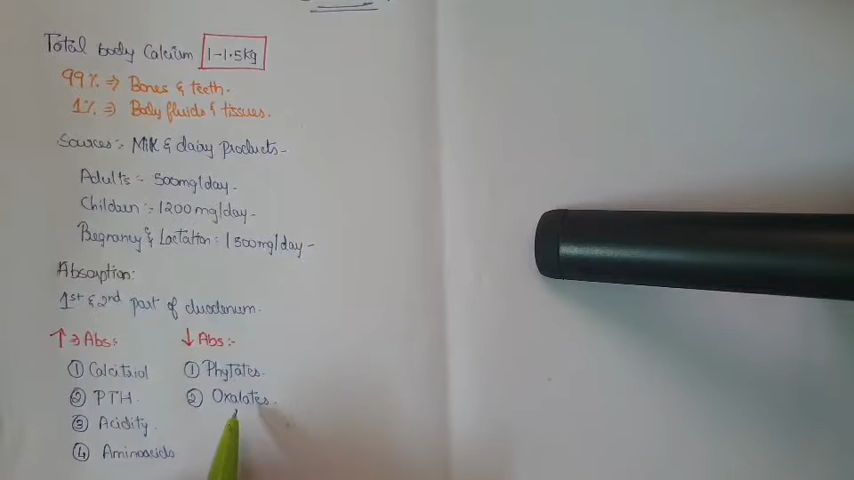 Total body Calcium 1-1.5kg
99% ⇒ Bones & teeth.
1% ⇒ Body fluids & tissues.
Sources:- Milk & dairy products-
Adults:- 500mg/day-
Children:- 1200mg/day-
Pregnancy & Lactation: 1500mg/day-
Absorption:
1st & 2nd part of duodenum.
↑ Abs: ↓ Abs:-
① Calcitriol ① Phytates.
② PTH. ② Oxalates.
③ Acidity.
④ Aminoacids